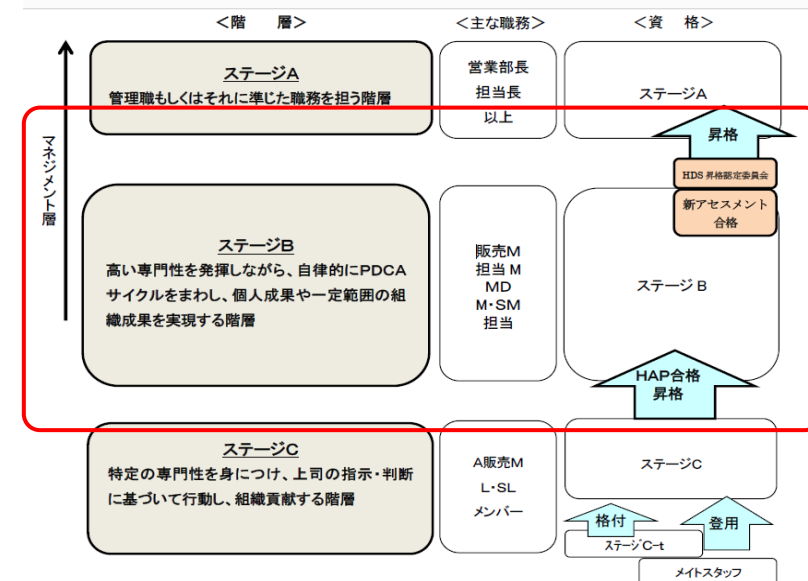 ＜階　　層＞
＜主な職務＞
＜資　格＞
マネジメント層
ステージA
管理職もしくはそれに準じた職務を担う階層
営業部長
担当長
以上
ステージA
昇格
HDS 昇格認定委員会
新アセスメント
合格
ステージB
高い専門性を発揮しながら、自律的にPDCA
サイクルをまわし、個人成果や一定範囲の組
織成果を実現する階層
販売M
担当M
MD
M・SM
担当
ステージB
HAP合格
昇格
ステージC
特定の専門性を身につけ、上司の指示・判断
に基づいて行動し、組織貢献する階層
A販売M
L・SL
メンバー
ステージC
格付
登用
ステージC-t
メイトスタッフ